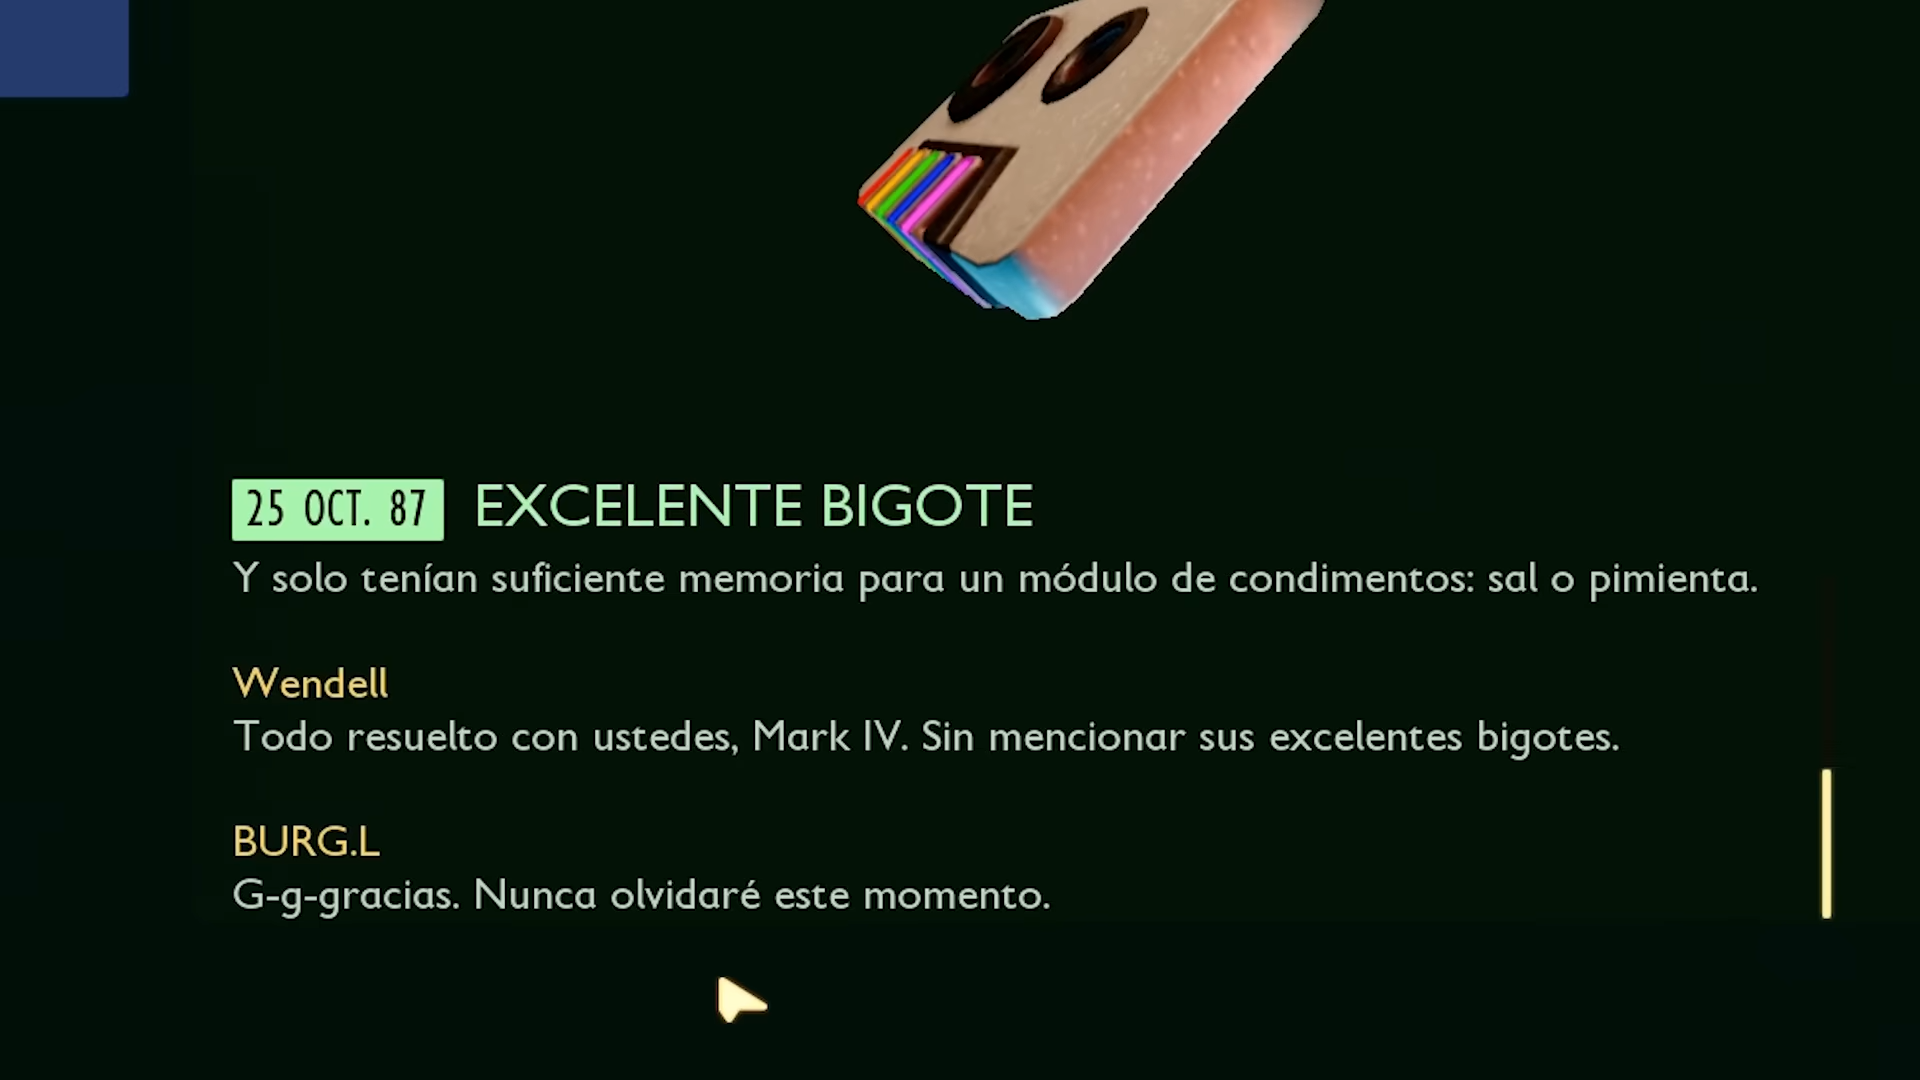 25 OCT. 87 EXCELENTE BIGOTE
Y solo tenían suficiente memoria para un módulo de condimentos: sal o pimienta.
Wendell
Todo resuelto con ustedes, Mark IV. Sin mencionar sus excelentes bigotes.
BURG.L
G-g-gracias. Nunca olvidaré este momento.